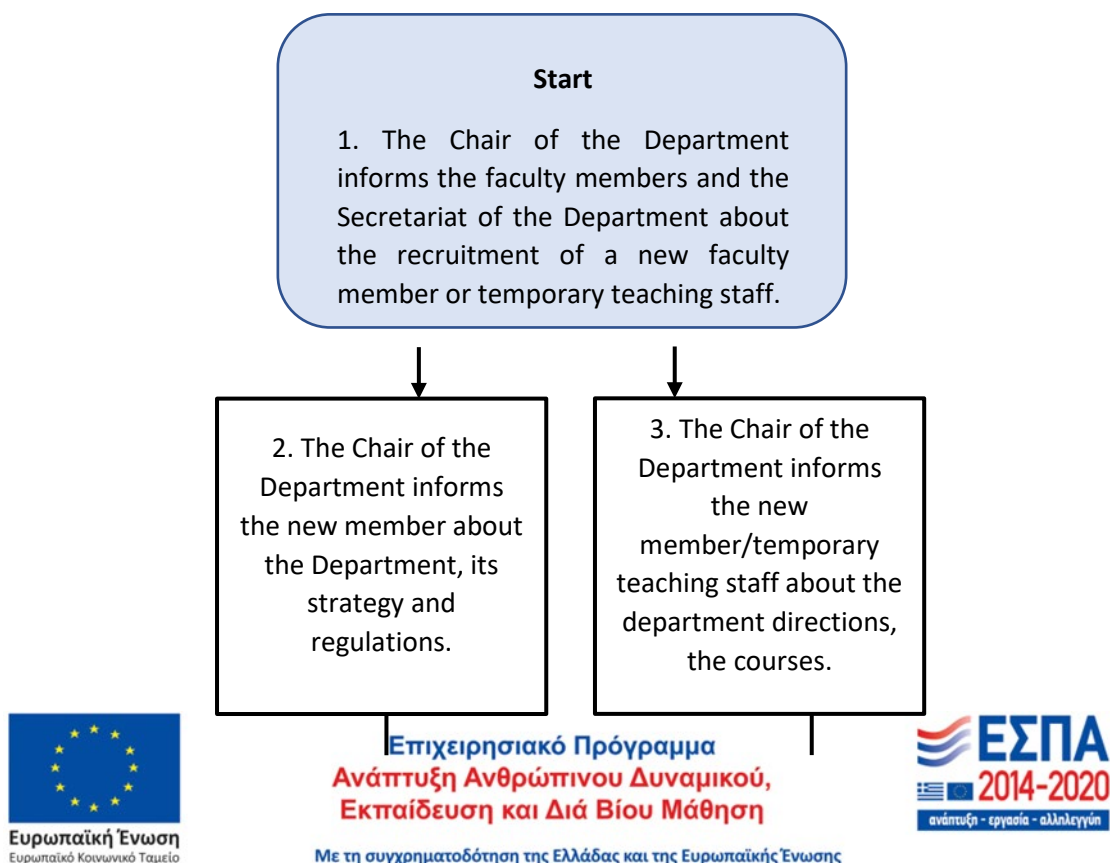 Start
1. The Chair of the Department
informs the faculty members and the
Secretariat of the Department about
the recruitment of a new faculty
member or temporary teaching staff.
2. The Chair of the
Department informs
the new member about
the Department, its
strategy and
regulations.
3. The Chair of the
Department informs
the new
member/temporary
teaching staff about the
department directions,
the courses.
Ευρωπαϊκή Ένωση
Ευρωπαϊκό Κοινωνικό Ταμείο
Επιχειρησιακό Πρόγραμμα
Ανάπτυξη Ανθρώπινου Δυναμικού,
Εκπαίδευση και Διά Βίου Μάθηση
Με τη συγχρηματοδότηση της Ελλάδας και της Ευρωπαϊκής Ένωσης
ΕΣΠΑ
2014-2020
ανάπτυξη - εργασία - αλληλεγγύη